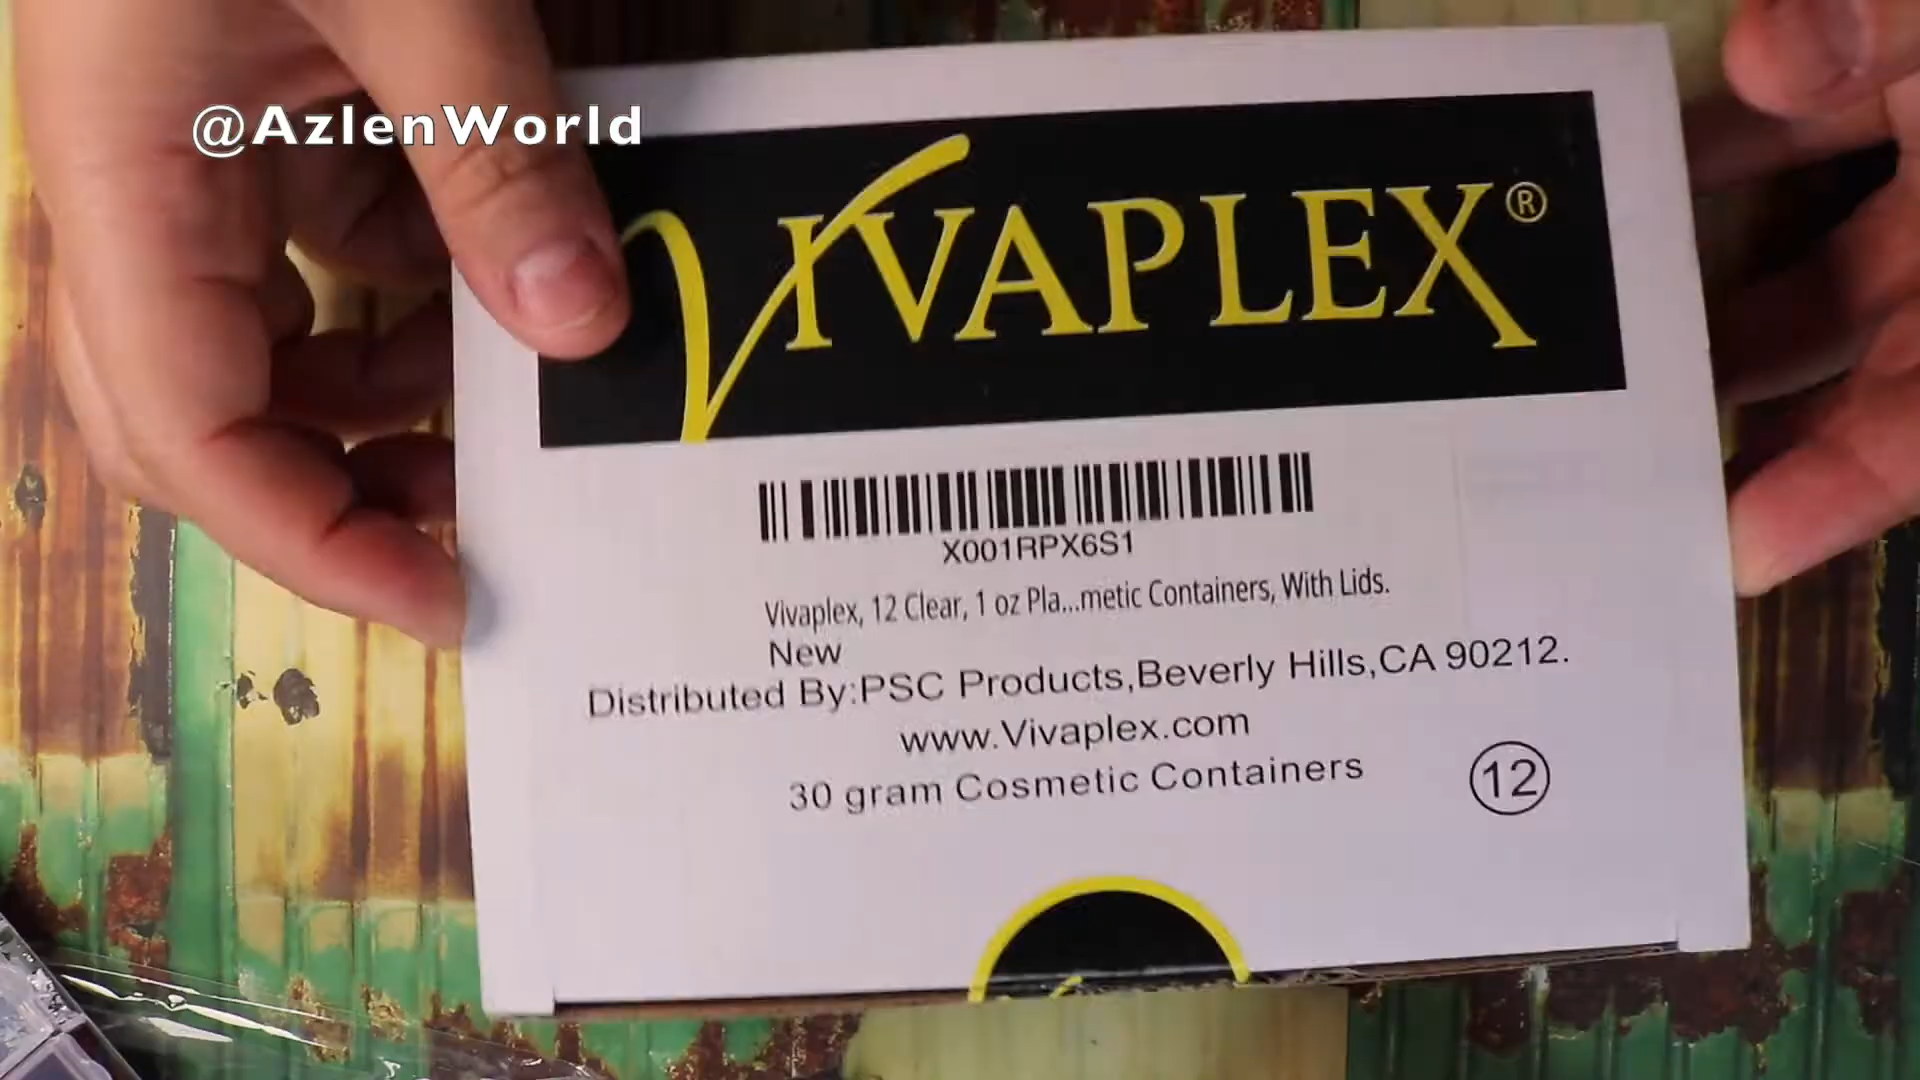 @AzlenWorld
VIVAPLEX®
X001RPX6S1
Vivaplex, 12 Clear, 1 oz Pla...metic Containers, With Lids.
New
Distributed By:PSC Products,Beverly Hills,CA 90212.
www.Vivaplex.com
30 gram Cosmetic Containers
12